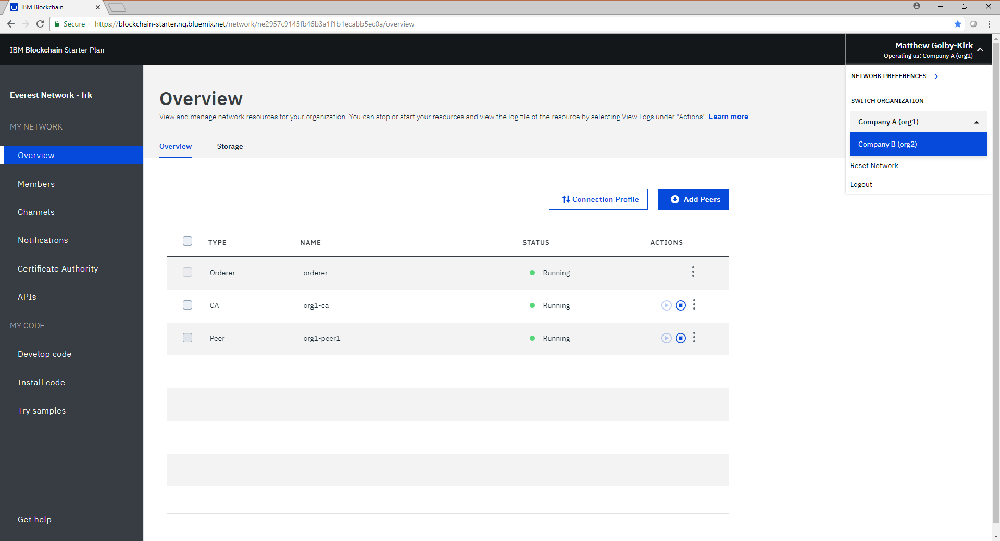 IBM Blockchain
Secure
https://blockchain-starter.ng.bluemix.net/network/ne2957c9145fb46b3a1f1b1ecabb5ec0a/overview
IBM Blockchain Starter Plan
Matthew Golby-Kirk
Operating as: Company A (org1)
NETWORK PREFERENCES
SWITCH ORGANIZATION
Company A (org1)
Company B (org2)
Reset Network
Logout
Everest Network - frk
MY NETWORK
Overview
Members
Channels
Notifications
Certificate Authority
APIs
MY CODE
Develop code
Install code
Try samples
Get help
Overview
View and manage network resources for your organization. You can stop or start your resources and view the log file of the resource by selecting View Logs under "Actions". Learn more
Overview Storage
Connection Profile Add Peers
TYPE NAME STATUS ACTIONS
Orderer orderer Running
CA org1-ca Running
Peer org1-peer1 Running